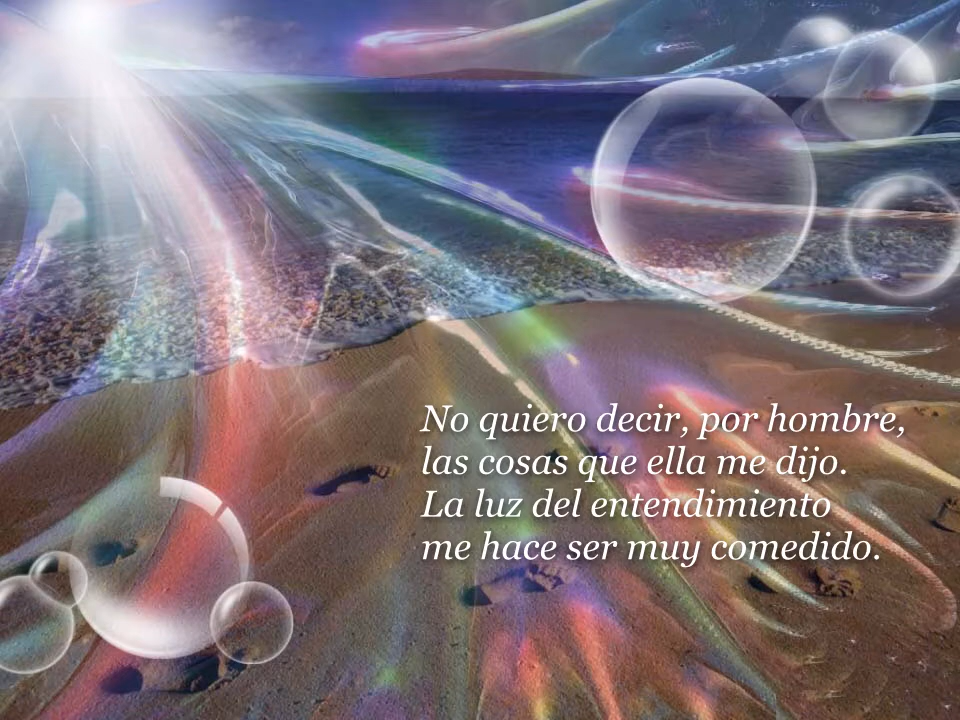 No quiero decir, por hombre,
las cosas que ella me dijo.
La luz del entendimiento
me hace ser muy comedido.